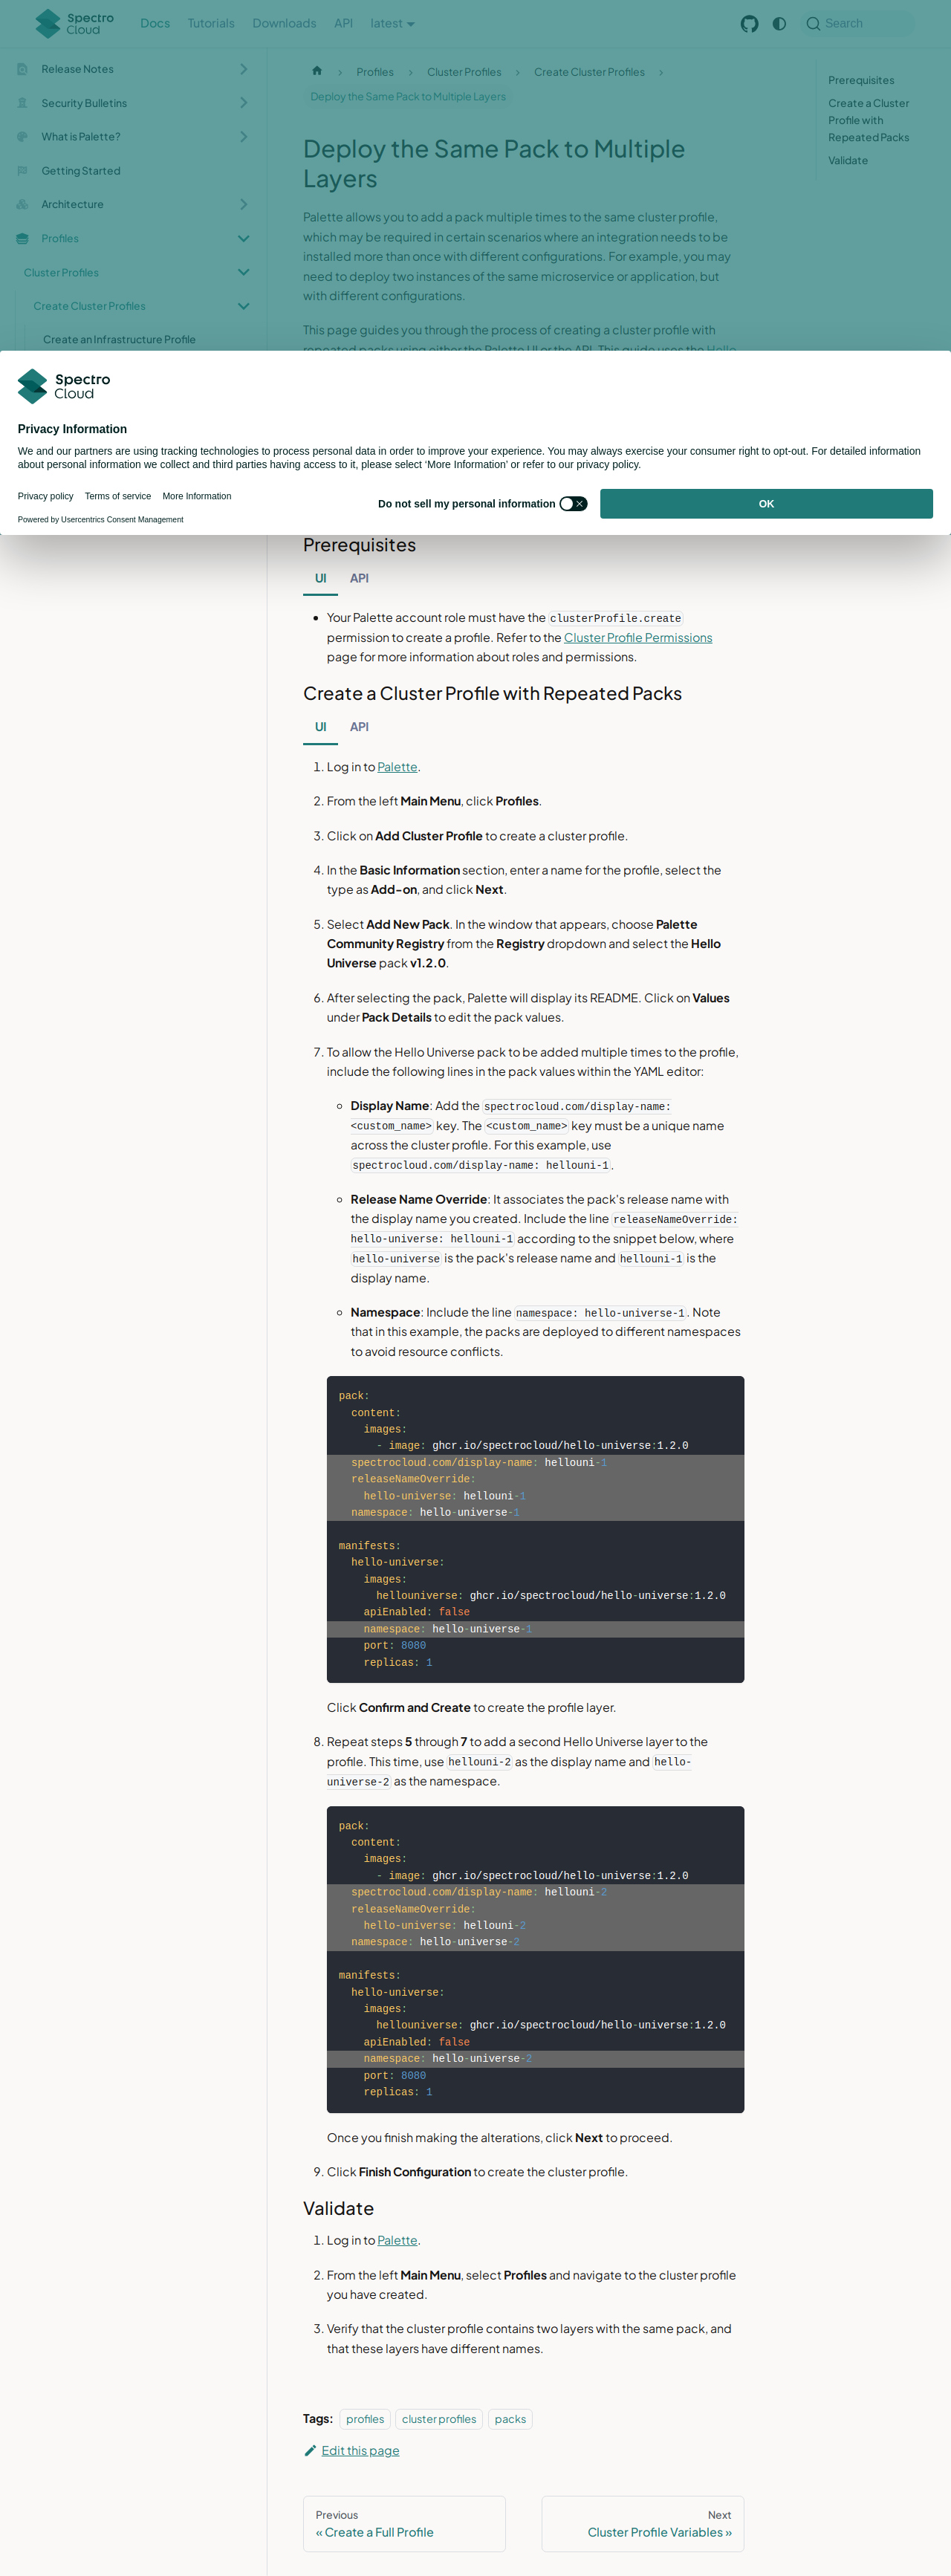 Spectro Cloud
Docs Tutorials Downloads API latest
Search
Release Notes
Security Bulletins
What is Palette?
Getting Started
Architecture
Profiles
Cluster Profiles
Create Cluster Profiles
Create an Infrastructure Profile
Profiles > Cluster Profiles > Create Cluster Profiles >
Deploy the Same Pack to Multiple Layers
Prerequisites
Create a Cluster
Profile with
Repeated Packs
Validate
Deploy the Same Pack to Multiple
Layers
Palette allows you to add a pack multiple times to the same cluster profile,
which may be required in certain scenarios where an integration needs to be
installed more than once with different configurations. For example, you may
need to deploy two instances of the same microservice or application, but
with different configurations.
This page guides you through the process of creating a cluster profile with
repeated packs using either the Palette UI or the API. This guide uses the Hello
Spectro Cloud
Privacy Information
We and our partners are using tracking technologies to process personal data in order to improve your experience. You may always exercise your consumer right to opt-out. For detailed information
about personal information we collect and third parties having access to it, please select ‘More Information’ or refer to our privacy policy.
Privacy policy Terms of service More Information
Powered by Usercentrics Consent Management
Do not sell my personal information
OK
Prerequisites
UI API
• Your Palette account role must have the clusterProfile.create
permission to create a profile. Refer to the Cluster Profile Permissions
page for more information about roles and permissions.
Create a Cluster Profile with Repeated Packs
UI API
1. Log in to Palette.
2. From the left Main Menu, click Profiles.
3. Click on Add Cluster Profile to create a cluster profile.
4. In the Basic Information section, enter a name for the profile, select the
type as Add-on, and click Next.
5. Select Add New Pack. In the window that appears, choose Palette
Community Registry from the Registry dropdown and select the Hello
Universe pack v1.2.0.
6. After selecting the pack, Palette will display its README. Click on Values
under Pack Details to edit the pack values.
7. To allow the Hello Universe pack to be added multiple times to the profile,
include the following lines in the pack values within the YAML editor:
Display Name: Add the spectrocloud.com/display-name:
<custom_name> key. The <custom_name> key must be a unique name
across the cluster profile. For this example, use
spectrocloud.com/display-name: hellouni-1.
Release Name Override: It associates the pack's release name with
the display name you created. Include the line releaseNameOverride:
hello-universe: hellouni-1 according to the snippet below, where
hello-universe is the pack's release name and hellouni-1 is the
display name.
Namespace: Include the line namespace: hello-universe-1. Note
that in this example, the packs are deployed to different namespaces
to avoid resource conflicts.
pack:
content:
images:
- image: ghcr.io/spectrocloud/hello-universe:1.2.0
spectrocloud.com/display-name: hellouni-1
releaseNameOverride:
hello-universe: hellouni-1
namespace: hello-universe-1
manifests:
hello-universe:
images:
hellouniverse: ghcr.io/spectrocloud/hello-universe:1.2.0
apiEnabled: false
namespace: hello-universe-1
port: 8080
replicas: 1
Click Confirm and Create to create the profile layer.
8. Repeat steps 5 through 7 to add a second Hello Universe layer to the
profile. This time, use hellouni-2 as the display name and hello-
universe-2 as the namespace.
pack:
content:
images:
- image: ghcr.io/spectrocloud/hello-universe:1.2.0
spectrocloud.com/display-name: hellouni-2
releaseNameOverride:
hello-universe: hellouni-2
namespace: hello-universe-2
manifests:
hello-universe:
images:
hellouniverse: ghcr.io/spectrocloud/hello-universe:1.2.0
apiEnabled: false
namespace: hello-universe-2
port: 8080
replicas: 1
Once you finish making the alterations, click Next to proceed.
9. Click Finish Configuration to create the cluster profile.
Validate
1. Log in to Palette.
2. From the left Main Menu, select Profiles and navigate to the cluster profile
you have created.
3. Verify that the cluster profile contains two layers with the same pack, and
that these layers have different names.
Tags: profiles cluster profiles packs
Edit this page
Previous
« Create a Full Profile
Next
Cluster Profile Variables »